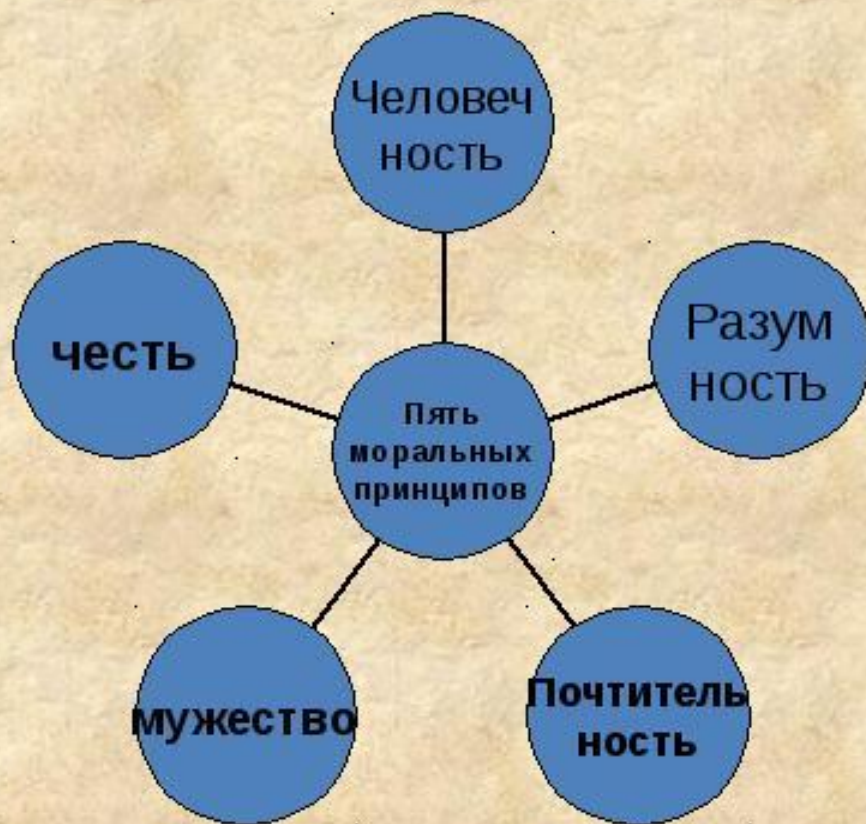 Человеч
ность
честь
Разум
ность
Пять
моральных
принципов
мужество
Почтитель
ность